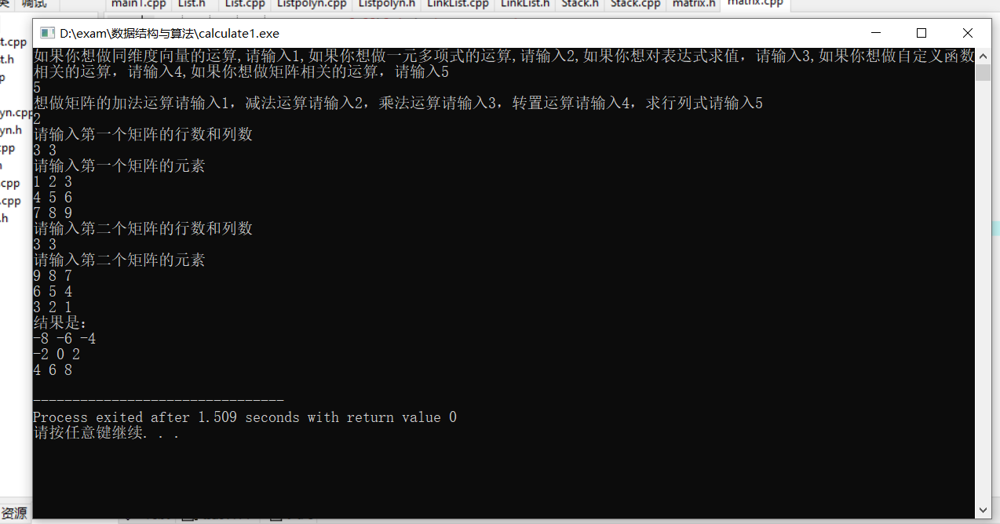 调试
main1.cpp List.h List.cpp Listpolyn.cpp Listpolyn.h LinkList.cpp LinkList.h Stack.h Stack.cpp matrix.h matrix.cpp
D:\exam\数据结构与算法\calculate1.exe
t.cpp
t.h
yn.cpp
yn.h
cpp
.cpp
.cpp
.h
资源
如果你想做同维度向量的运算,请输入1,如果你想做一元多项式的运算,请输入2,如果你想对表达式求值，请输入3,如果你想做自定义函数
相关的运算，请输入4,如果你想做矩阵相关的运算，请输入5
5
想做矩阵的加法运算请输入1，减法运算请输入2，乘法运算请输入3，转置运算请输入4，求行列式请输入5
2
请输入第一个矩阵的行数和列数
3 3
请输入第一个矩阵的元素
1 2 3
4 5 6
7 8 9
请输入第二个矩阵的行数和列数
3 3
请输入第二个矩阵的元素
9 8 7
6 5 4
3 2 1
结果是:
-8 -6 -4
-2 0 2
4 6 8
--------------------------------
Process exited after 1.509 seconds with return value 0
请按任意键继续. . .